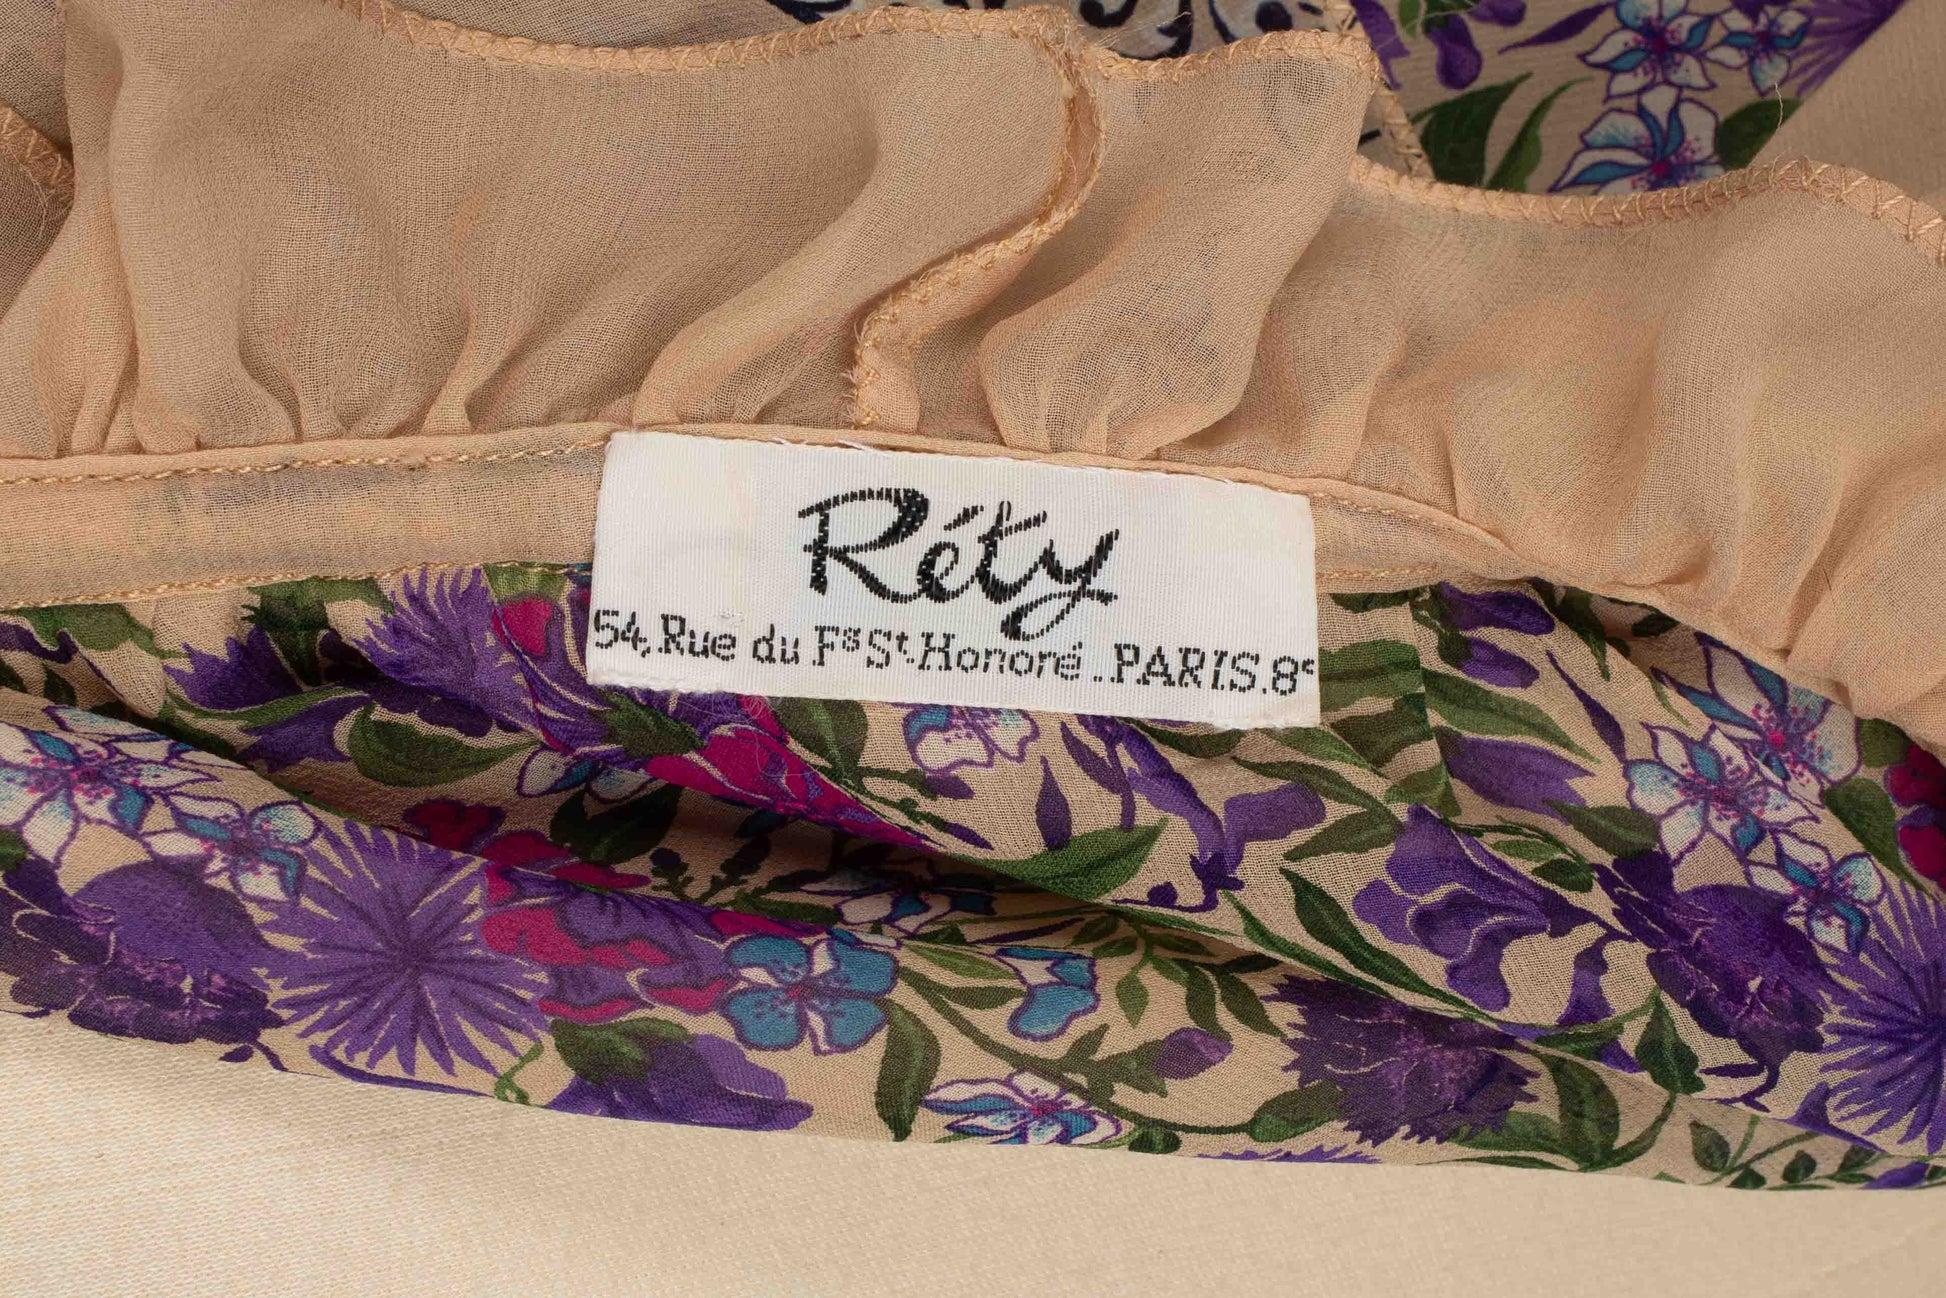 Réty
54, Rue du Fg St Honoré..PARIS.8e